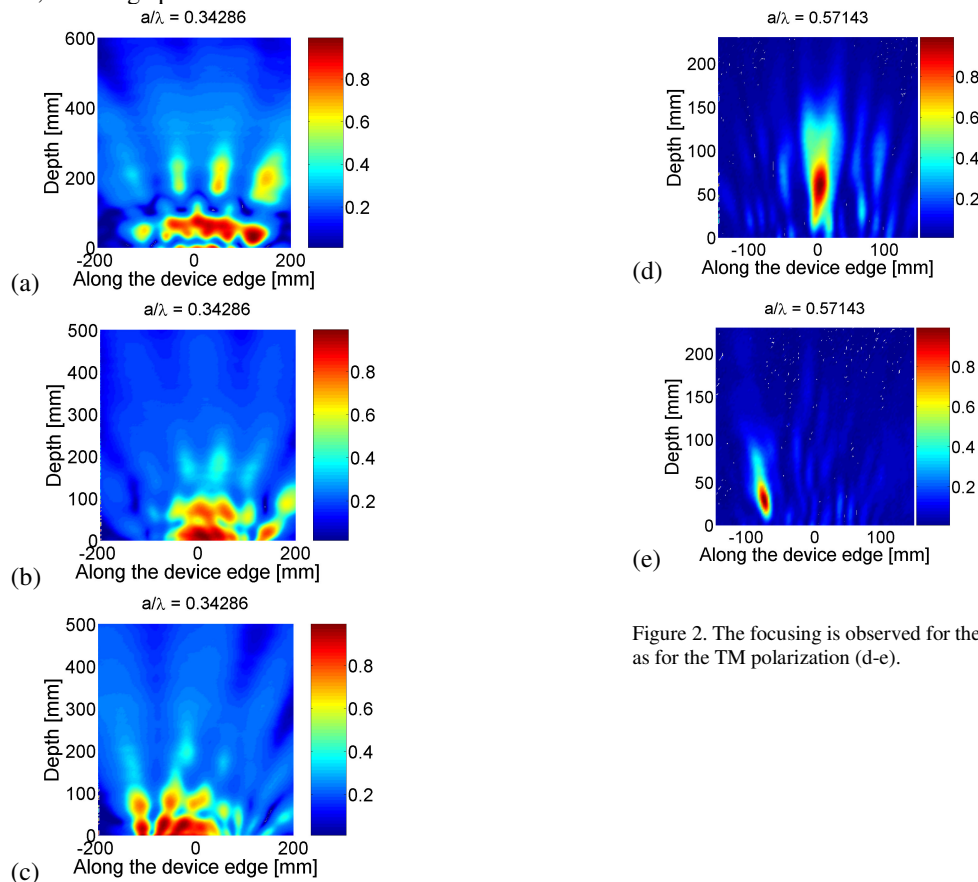 a/λ = 0.34286
600
400
200
0
Depth [mm]
-200
0
200
Along the device edge [mm]
0.8
0.6
0.4
0.2
(a)
a/λ = 0.34286
500
400
300
200
100
0
Depth [mm]
-200
0
200
Along the device edge [mm]
0.8
0.6
0.4
0.2
(b)
a/λ = 0.34286
500
400
300
200
100
0
Depth [mm]
-200
0
200
Along the device edge [mm]
0.8
0.6
0.4
0.2
(c)
a/λ = 0.57143
200
150
100
50
0
Depth [mm]
-100
0
100
Along the device edge [mm]
0.8
0.6
0.4
0.2
(d)
a/λ = 0.57143
200
150
100
50
0
Depth [mm]
-100
0
100
Along the device edge [mm]
0.8
0.6
0.4
0.2
(e)
Figure 2. The focusing is observed for the
as for the TM polarization (d-e).